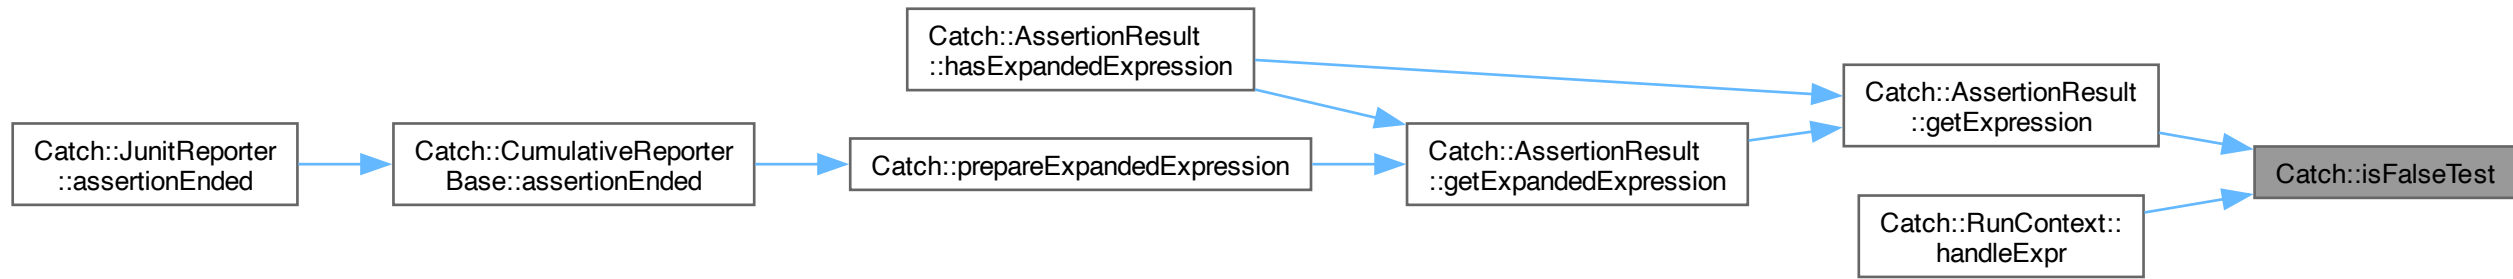 Catch::JunitReporter
::assertionEnded
Catch::CumulativeReporter
Base::assertionEnded
Catch::AssertionResult
::hasExpandedExpression
Catch::prepareExpandedExpression
Catch::AssertionResult
::getExpandedExpression
Catch::AssertionResult
::getExpression
Catch::RunContext::
handleExpr
Catch::isFalseTest